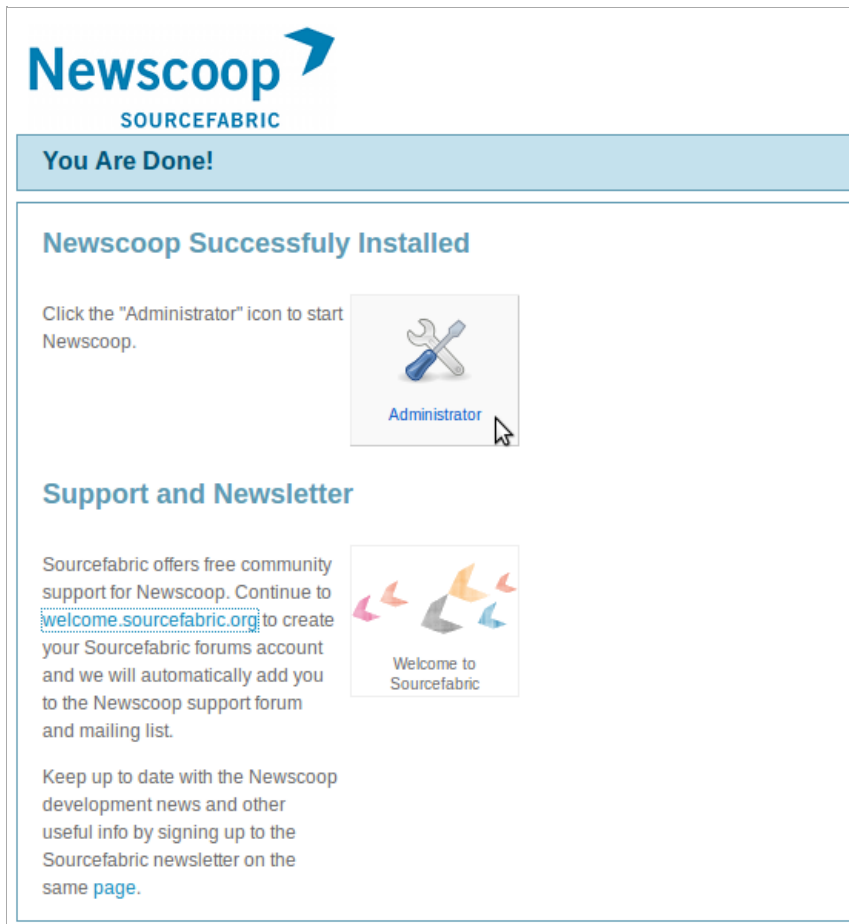 Newscoop
SOURCEFABRIC
You Are Done!
Newscoop Successfuly Installed
Click the "Administrator" icon to start
Newscoop.
Administrator
Support and Newsletter
Sourcefabric offers free community
support for Newscoop. Continue to
welcome.sourcefabric.org to create
your Sourcefabric forums account
and we will automatically add you
to the Newscoop support forum
and mailing list.
Welcome to
Sourcefabric
Keep up to date with the Newscoop
development news and other
useful info by signing up to the
Sourcefabric newsletter on the
same page.